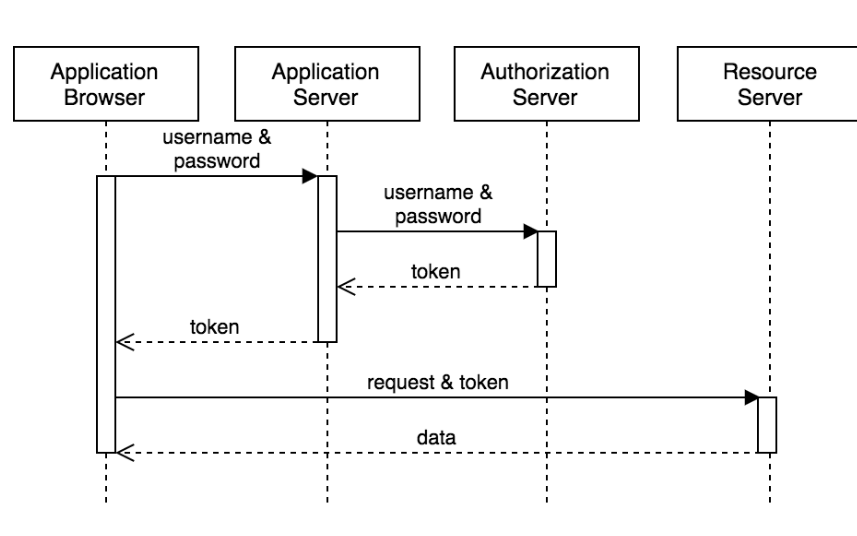 Application
Browser
Application
Server
Authorization
Server
Resource
Server
username &
password
username &
password
token
token
request & token
data